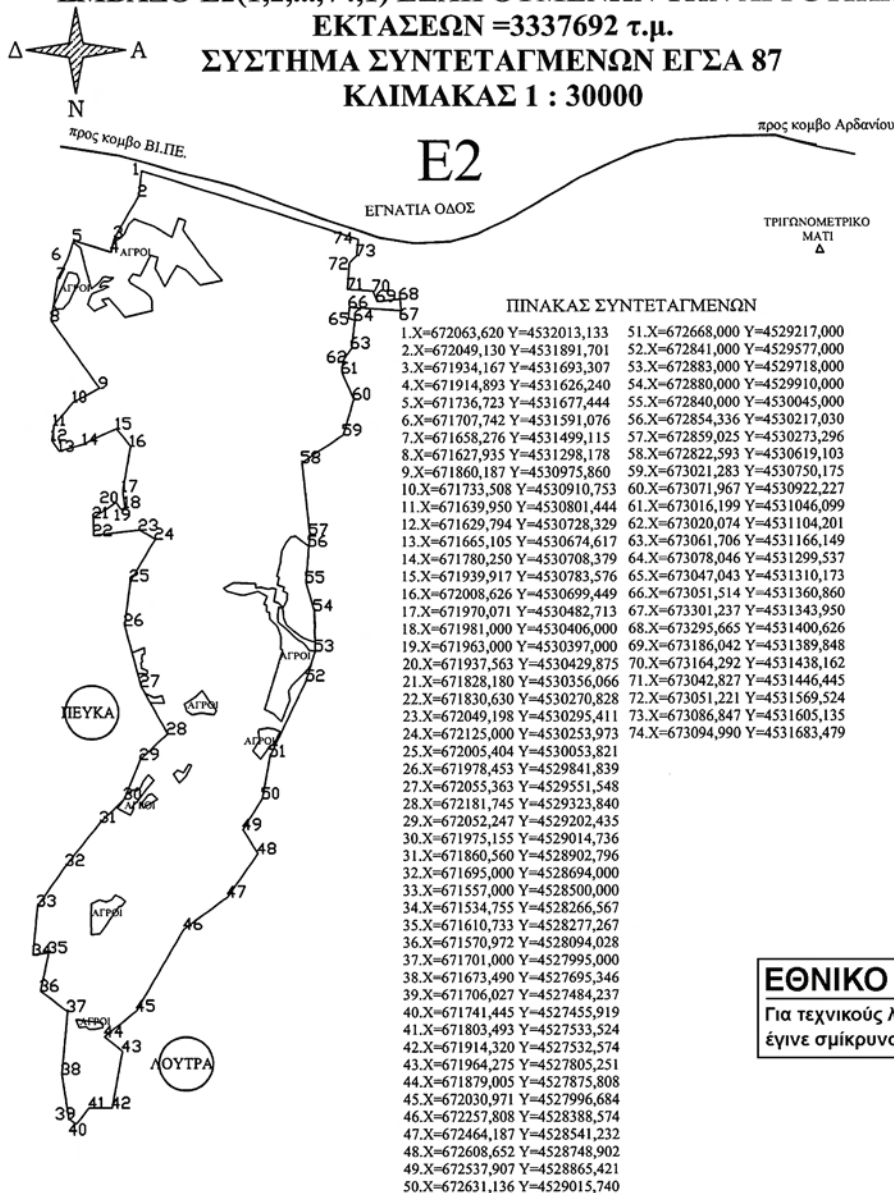 ΕΚΤΑΣΕΩΝ =3337692 τ.μ.
ΣΥΣΤΗΜΑ ΣΥΝΤΕΤΑΓΜΕΝΩΝ ΕΓΣΑ 87
ΚΛΙΜΑΚΑΣ 1 : 30000
Δ Α
Ν
προς κομβο ΒΙ.ΠΕ.
προς κομβο Αρδανίου
Ε2
ΕΓΝΑΤΙΑ ΟΔΟΣ
ΤΡΙΓΩΝΟΜΕΤΡΙΚΟ
ΜΑΤΙ
ΑΓΡΟΙ
ΑΓΡΟΙ
ΑΓΡΟΙ
ΑΓΡΟΙ
ΑΓΡΟΙ
ΑΓΡΟΙ
ΑΓΡΟΙ
ΑΓΡΟΙ
ΠΕΥΚΑ
ΛΟΥΤΡΑ
ΠΙΝΑΚΑΣ ΣΥΝΤΕΤΑΓΜΕΝΩΝ
1.X=672063,620 Y=4532013,133 51.X=672668,000 Y=4529217,000
2.X=672049,130 Y=4531891,701 52.X=672841,000 Y=4529577,000
3.X=671934,167 Y=4531693,307 53.X=672883,000 Y=4529718,000
4.X=671914,893 Y=4531626,240 54.X=672880,000 Y=4529910,000
5.X=671736,723 Y=4531677,444 55.X=672840,000 Y=4530045,000
6.X=671707,742 Y=4531591,076 56.X=672854,336 Y=4530217,030
7.X=671658,276 Y=4531499,115 57.X=672859,025 Y=4530273,296
8.X=671627,935 Y=4531298,178 58.X=672822,593 Y=4530619,103
9.X=671860,187 Y=4530975,860 59.X=673021,283 Y=4530750,175
10.X=671733,508 Y=4530910,753 60.X=673071,967 Y=4530922,227
11.X=671639,950 Y=4530801,444 61.X=673016,199 Y=4531046,099
12.X=671629,794 Y=4530728,329 62.X=673020,074 Y=4531104,201
13.X=671665,105 Y=4530674,617 63.X=673061,706 Y=4531166,149
14.X=671780,250 Y=4530708,379 64.X=673078,046 Y=4531299,537
15.X=671939,917 Y=4530783,576 65.X=673047,043 Y=4531310,173
16.X=672008,626 Y=4530699,449 66.X=673051,514 Y=4531360,860
17.X=671970,071 Y=4530482,713 67.X=673301,237 Y=4531343,950
18.X=671981,000 Y=4530406,000 68.X=673295,665 Y=4531400,626
19.X=671963,000 Y=4530397,000 69.X=673186,042 Y=4531389,848
20.X=671937,563 Y=4530429,875 70.X=673164,292 Y=4531438,162
21.X=671828,180 Y=4530356,066 71.X=673042,827 Y=4531446,445
22.X=671830,630 Y=4530270,828 72.X=673051,221 Y=4531569,524
23.X=672049,198 Y=4530295,411 73.X=673086,847 Y=4531605,135
24.X=672125,000 Y=4530253,973 74.X=673094,990 Y=4531683,479
25.X=672005,404 Y=4530053,821
26.X=671978,453 Y=4529841,839
27.X=672055,363 Y=4529551,548
28.X=672181,745 Y=4529323,840
29.X=672052,247 Y=4529202,435
30.X=671975,155 Y=4529014,736
31.X=671860,560 Y=4528902,796
32.X=671695,000 Y=4528694,000
33.X=671557,000 Y=4528500,000
34.X=671534,755 Y=4528266,567
35.X=671610,733 Y=4528277,267
36.X=671570,972 Y=4528094,028
37.X=671701,000 Y=4527995,000
38.X=671673,490 Y=4527695,346
39.X=671706,027 Y=4527484,237
40.X=671741,445 Y=4527455,919
41.X=671803,493 Y=4527533,524
42.X=671914,320 Y=4527532,574
43.X=671964,275 Y=4527805,251
44.X=671879,005 Y=4527875,808
45.X=672030,971 Y=4527996,684
46.X=672257,808 Y=4528388,574
47.X=672464,187 Y=4528541,232
48.X=672608,652 Y=4528748,902
49.X=672537,907 Y=4528865,421
50.X=672631,136 Y=4529015,740
ΕΘΝΙΚΟ
Για τεχνικούς
έγινε